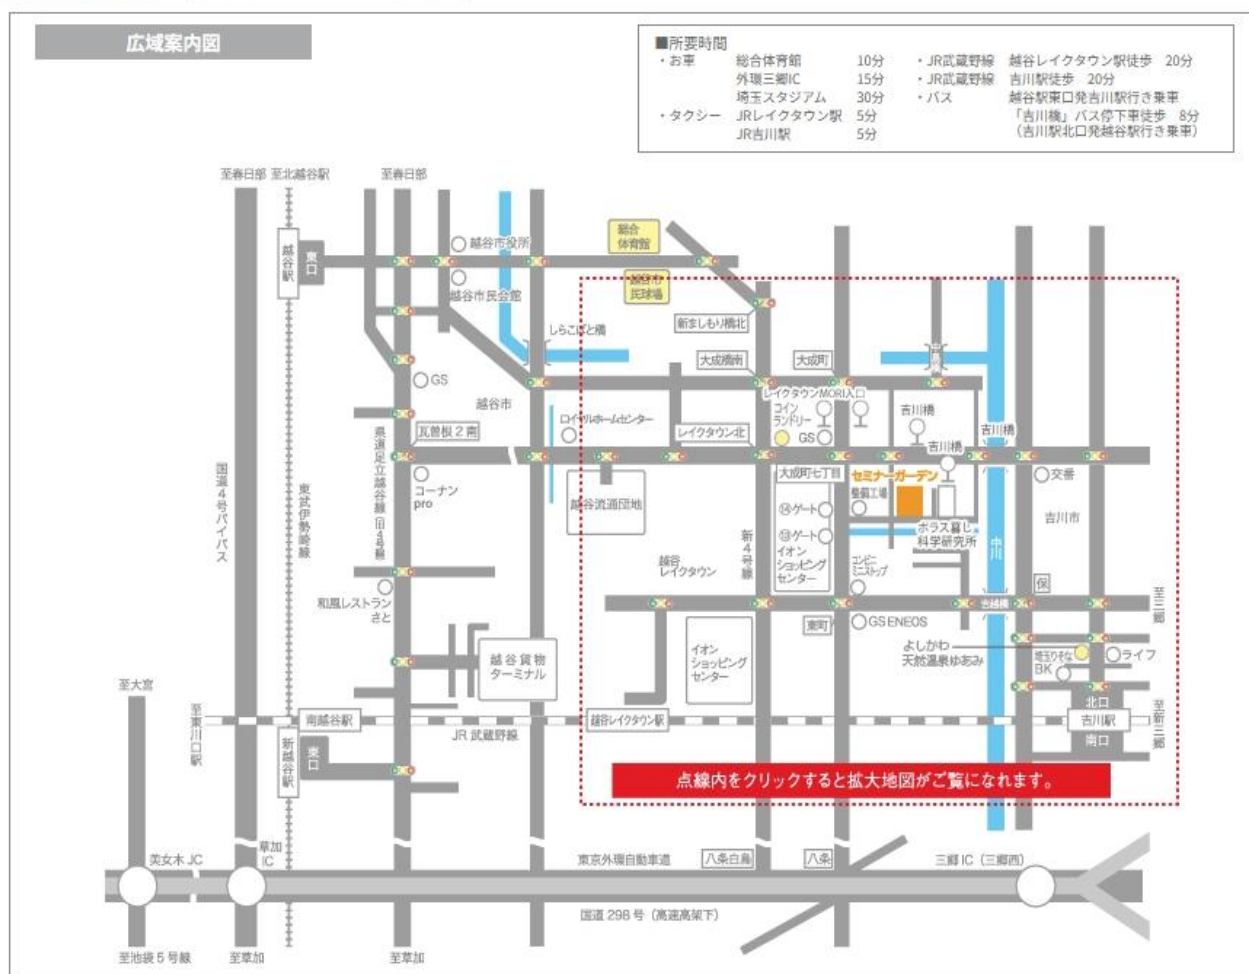 広域案内図
■所要時間
・お車 総合体育館 10分 ・JR武蔵野線 越谷レイクタウン駅徒歩 20分
外環三郷IC 15分 ・JR武蔵野線 吉川駅徒歩 20分
埼玉スタジアム 30分 ・バス 越谷駅東口発吉川駅行き乗車
・タクシー JRレイクタウン駅 5分 「吉川橋」バス停下車徒歩 8分
JR吉川駅 5分 （吉川駅北口発越谷駅行き乗車）
至春日部
至北越谷駅
至春日部
越谷駅
東口
越谷市役所
越谷市民会館
総合
体育館
越谷市
民球場
新ましもり橋北
しらこばと橋
大成橋南
大成町
GS
越谷市
レイクタウンMORI入口
コイン
ランドリー
GS
吉川橋
吉川橋
吉川橋
瓦曽根2南
ロイヤルホームセンター
レイクタウン北
大成町七丁目
セミナーガーデン
整備工場
交番
コーナン
pro
越谷流通団地
⑭ゲート
⑬ゲート
イオン
ショッピング
センター
ポラス暮し
科学研究所
吉川市
中川
国道4号バイパス
東武伊勢崎線
県道足立越谷線（旧4号線）
新4号線
越谷
レイクタウン
コンビニ
ミニストップ
保
至三郷
和風レストラン
さと
吉越橋
東町
GS ENEOS
よしかわ
天然温泉ゆあみ
埼玉りそな
BK
ライフ
越谷貨物
ターミナル
イオン
ショッピング
センター
至大宮
至東川口駅
南越谷駅
JR武蔵野線
越谷レイクタウン駅
北口
吉川駅
南口
至新三郷
新越谷駅
東口
点線内をクリックすると拡大地図がご覧になれます。
美女木JC
草加
IC
東京外環自動車道
八条白鳥
八条
三郷IC（三郷西）
国道298号（高速高架下）
至池袋5号線
至草加
至草加